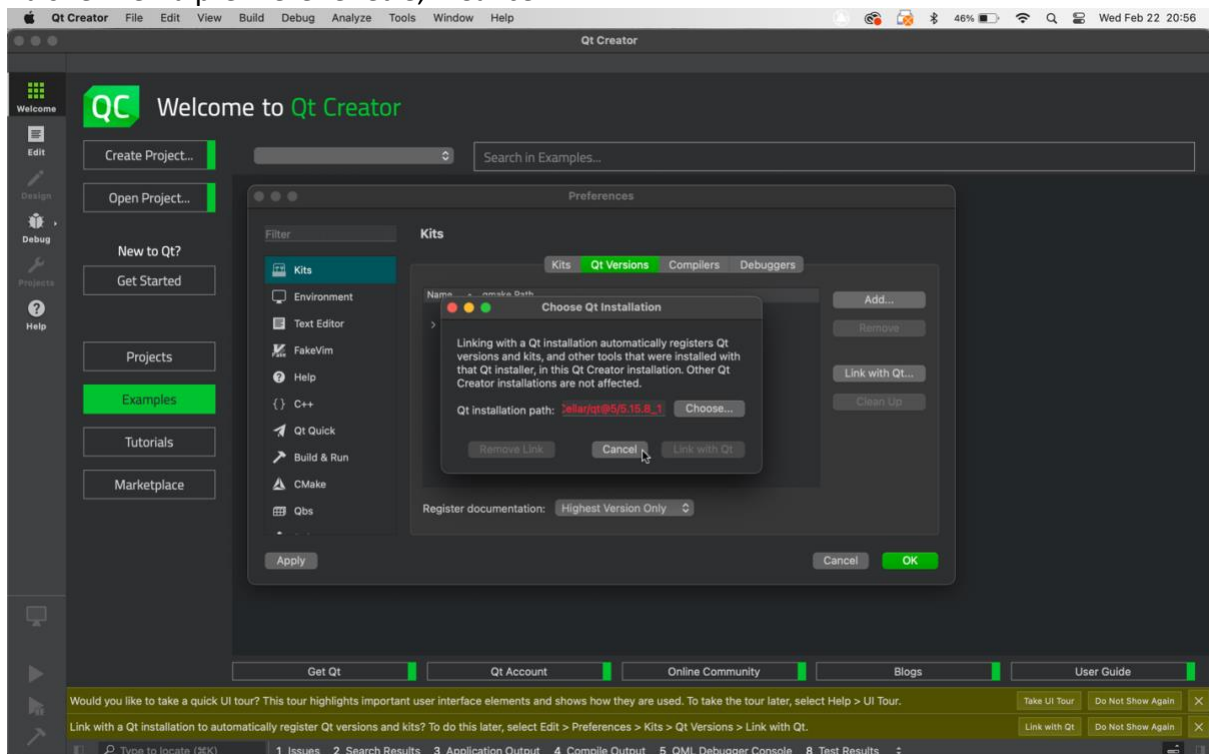 Qt Creator File Edit View Build Debug Analyze Tools Window Help 46% Wed Feb 22 20:56
Qt Creator
Welcome
QC Welcome to Qt Creator
Edit
Create Project...
Search in Examples...
Design
Open Project...
Preferences
Debug
Filter
Kits
New to Qt?
Kits Qt Versions Compilers Debuggers
Projects
Get Started
Kits
Name qmake Path
Add...
Environment
Choose Qt Installation
Help
Text Editor
Remove
Linking with a Qt installation automatically registers Qt
versions and kits, and other tools that were installed with
that Qt installer, in this Qt Creator installation. Other Qt
Creator installations are not affected.
Projects
FakeVim
Help
Link with Qt...
Examples
C++
Qt installation path: Cellar/qt@5/5.15.8_1 Choose...
Clean Up
Qt Quick
Tutorials
Build & Run
Remove Link Cancel Link with Qt
Marketplace
CMake
Qbs
Register documentation: Highest Version Only
Apply
Cancel OK
Get Qt Qt Account Online Community Blogs User Guide
Would you like to take a quick UI tour? This tour highlights important user interface elements and shows how they are used. To take the tour later, select Help > UI Tour. Take UI Tour Do Not Show Again
Link with a Qt installation to automatically register Qt versions and kits? To do this later, select Edit > Preferences > Kits > Qt Versions > Link with Qt. Link with Qt Do Not Show Again
Type to locate (⌘K) 1 Issues 2 Search Results 3 Application Output 4 Compile Output 5 QML Debugger Console 8 Test Results